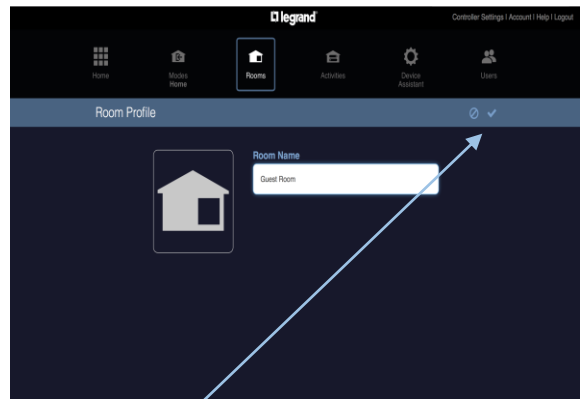 legrand
Controller Settings | Account | Help | Logout
Home
Modes
Home
Rooms
Activities
Device
Assistant
Users
Room Profile
Room Name
Guest Room